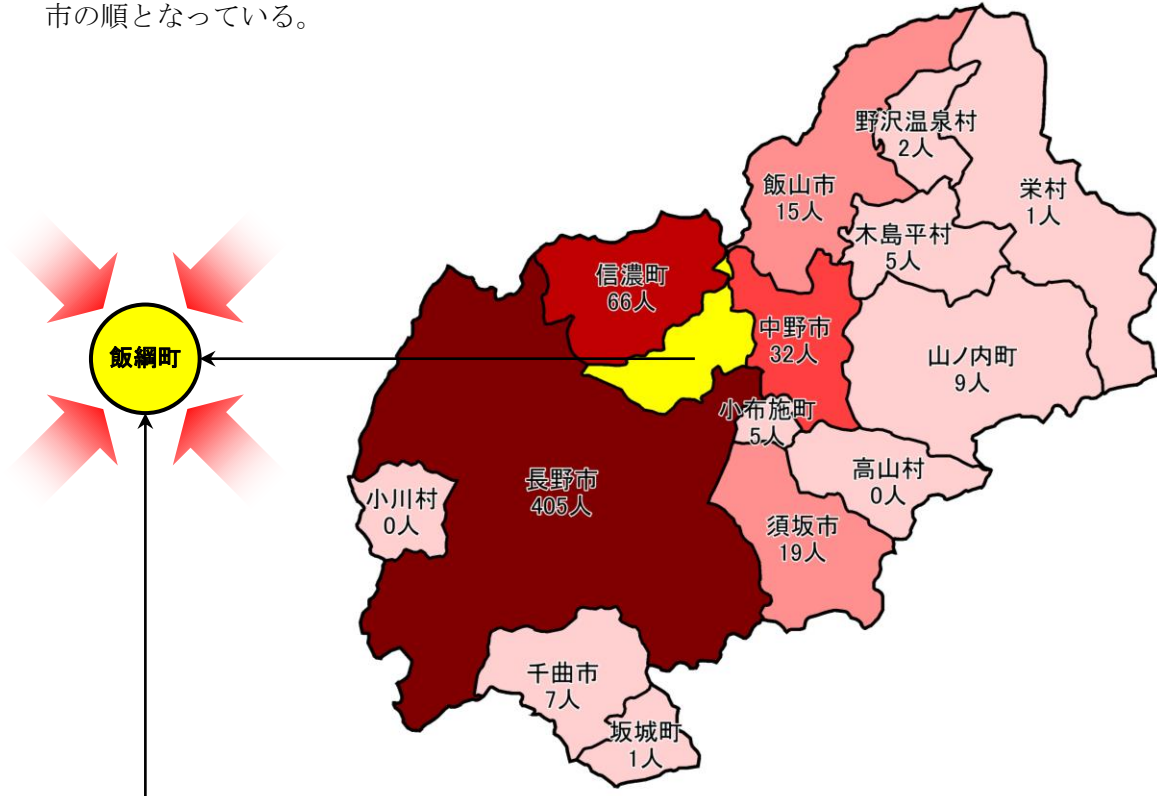 市の順となっている。
野沢温泉村
2人
飯山市
15人
栄村
1人
木島平村
5人
信濃町
66人
中野市
32人
飯綱町
山ノ内町
9人
小布施町
5人
高山村
0人
長野市
405人
小川村
0人
須坂市
19人
千曲市
7人
坂城町
1人